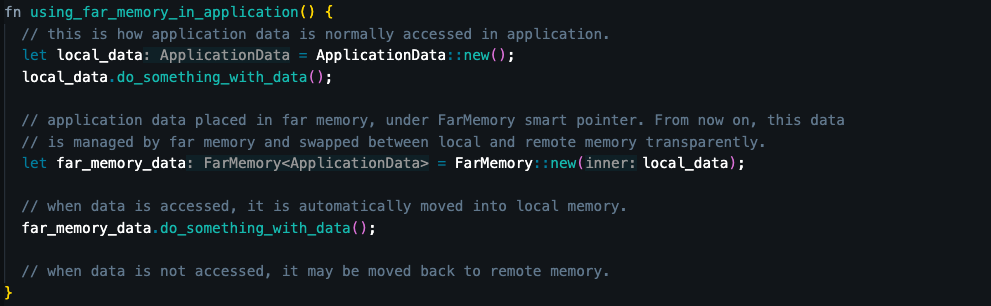 fn using_far_memory_in_application() {
// this is how application data is normally accessed in application.
let local_data: ApplicationData = ApplicationData::new();
local_data.do_something_with_data();
// application data placed in far memory, under FarMemory smart pointer. From now on, this data
// is managed by far memory and swapped between local and remote memory transparently.
let far_memory_data: FarMemory<ApplicationData> = FarMemory::new(inner: local_data);
// when data is accessed, it is automatically moved into local memory.
far_memory_data.do_something_with_data();
// when data is not accessed, it may be moved back to remote memory.
}